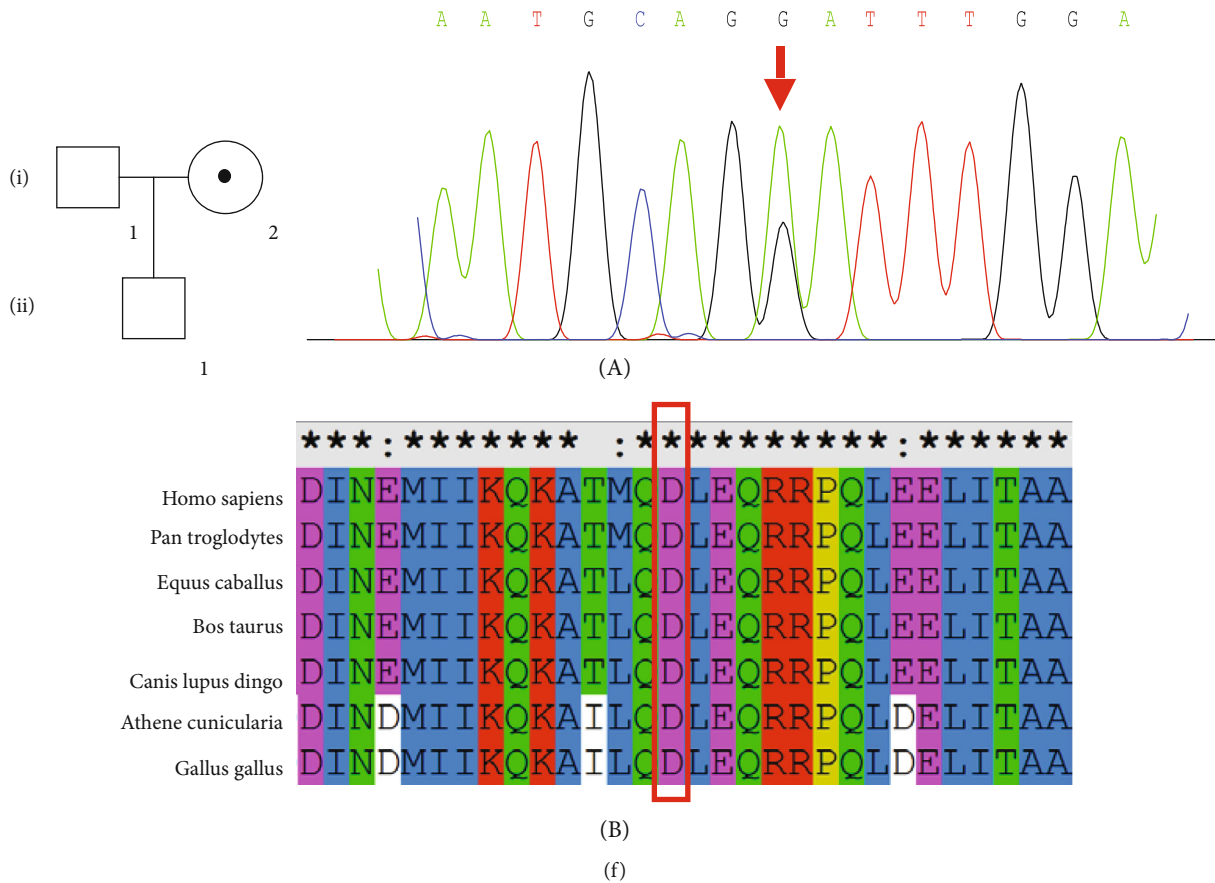 A A T G C A G G A T T T G G A
(i)
1
2
(ii)
1
(A)
***:******* :**********:******
Homo sapiens DINEMIIKQKATMQDLEQRRPQLEELITAA
Pan troglodytes DINEMIIKQKATMQDLEQRRPQLEELITAA
Equus caballus DINEMIIKQKATLQDLEQRRPQLEELITAA
Bos taurus DINEMIIKQKATLQDLEQRRPQLEELITAA
Canis lupus dingo DINEMIIKQKATLQDLEQRRPQLEELITAA
Athene cunicularia DINDMIIKQKAILQDLEQRRPQLDELITAA
Gallus gallus DINDMIIKQKAILQDLEQRRPQLDELITAA
(B)
(f)